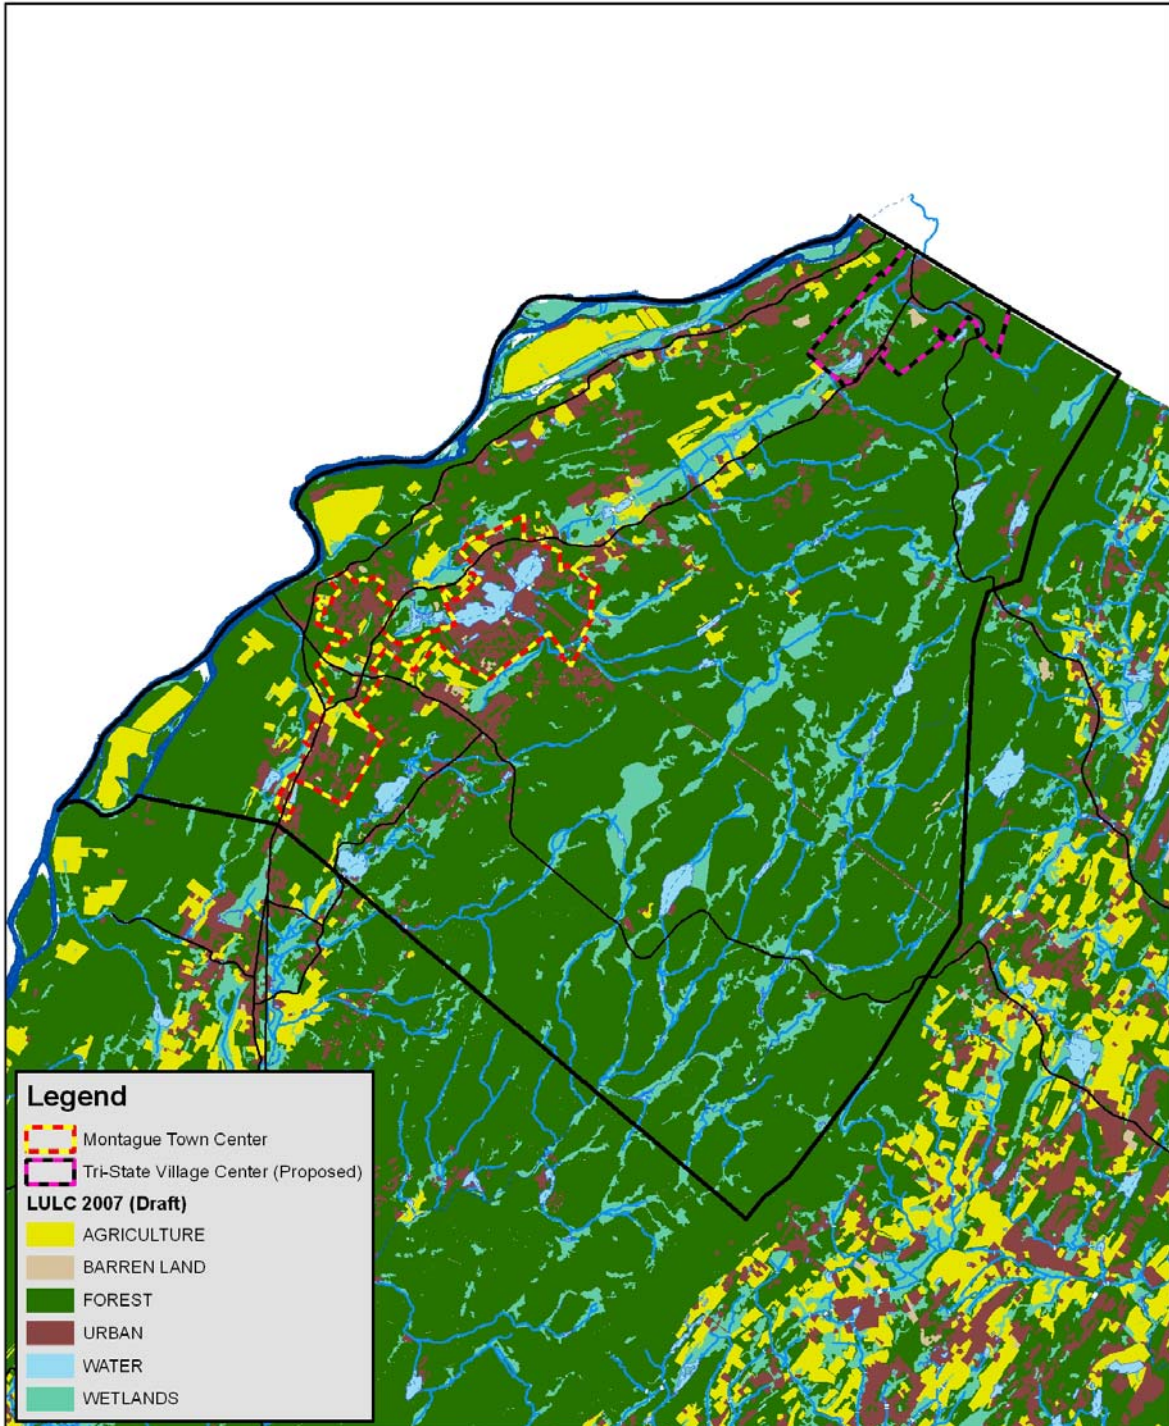 Legend
Montague Town Center
Tri-State Village Center (Proposed)
LULC 2007 (Draft)
AGRICULTURE
BARREN LAND
FOREST
URBAN
WATER
WETLANDS